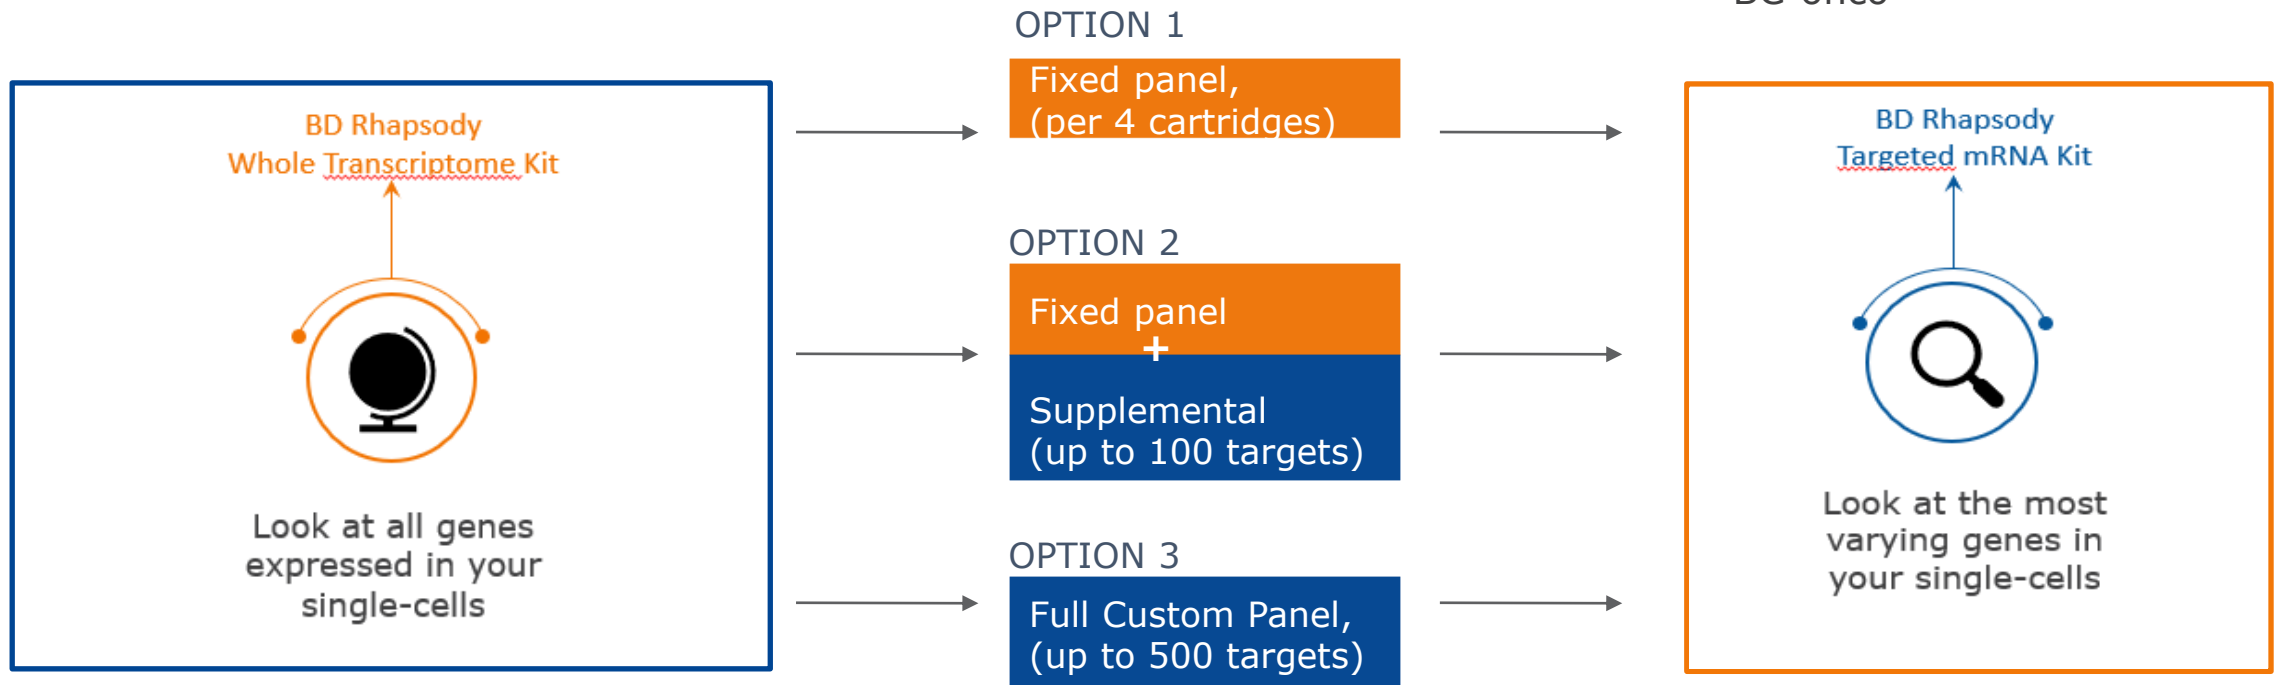 BD Rhapsody
Whole Transcriptome Kit
Look at all genes
expressed in your
single-cells
OPTION 1
Fixed panel,
(per 4 cartridges)
OPTION 2
Fixed panel
+
Supplemental
(up to 100 targets)
OPTION 3
Full Custom Panel,
(up to 500 targets)
BD Rhapsody
Targeted mRNA Kit
Look at the most
varying genes in
your single-cells